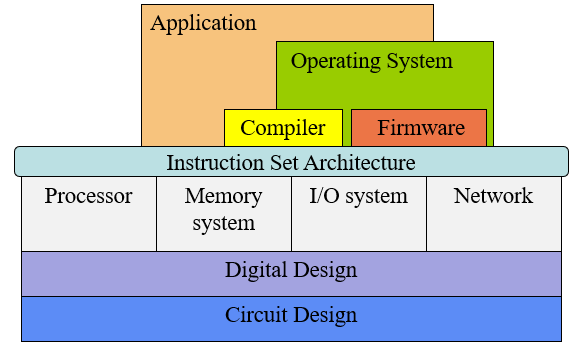 Application
Operating System
Compiler
Firmware
Instruction Set Architecture
Processor
Memory
system
I/O system
Network
Digital Design
Circuit Design